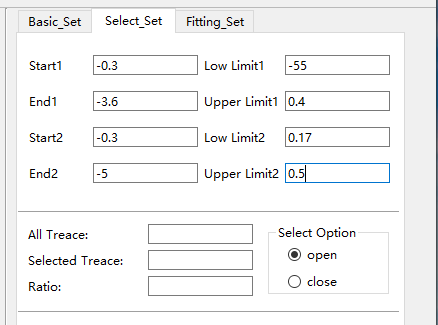 Basic_Set Select_Set Fitting_Set
Start1 -0.3 Low Limit1 -55
End1 -3.6 Upper Limit1 0.4
Start2 -0.3 Low Limit2 0.17
End2 -5 Upper Limit2 0.5
All Treace:
Selected Treace:
Ratio:
Select Option
open
close